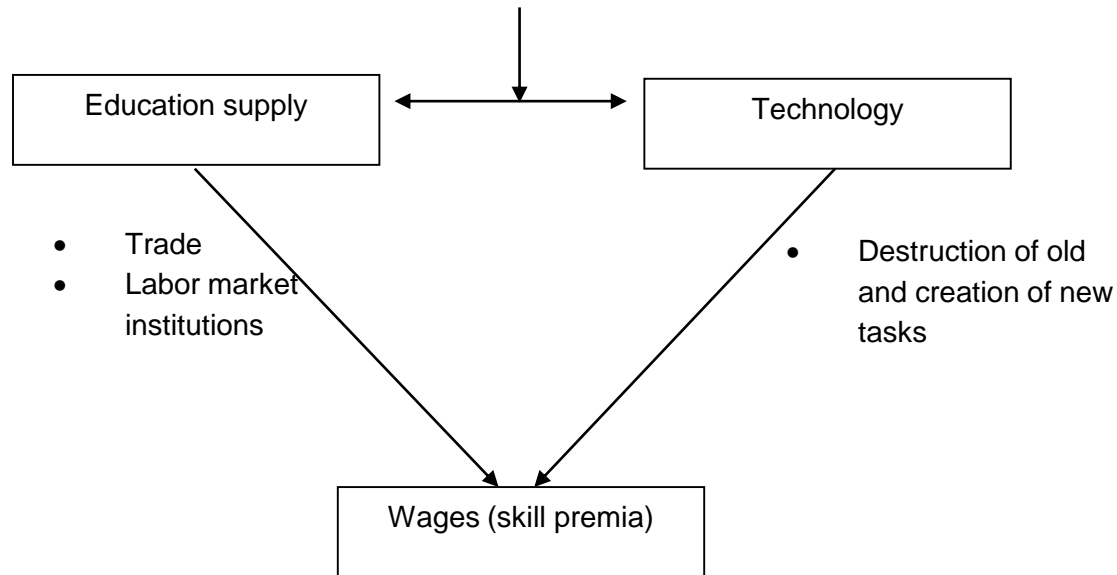 Education supply
Technology
• Trade
• Labor market
institutions
• Destruction of old
and creation of new
tasks
Wages (skill premia)